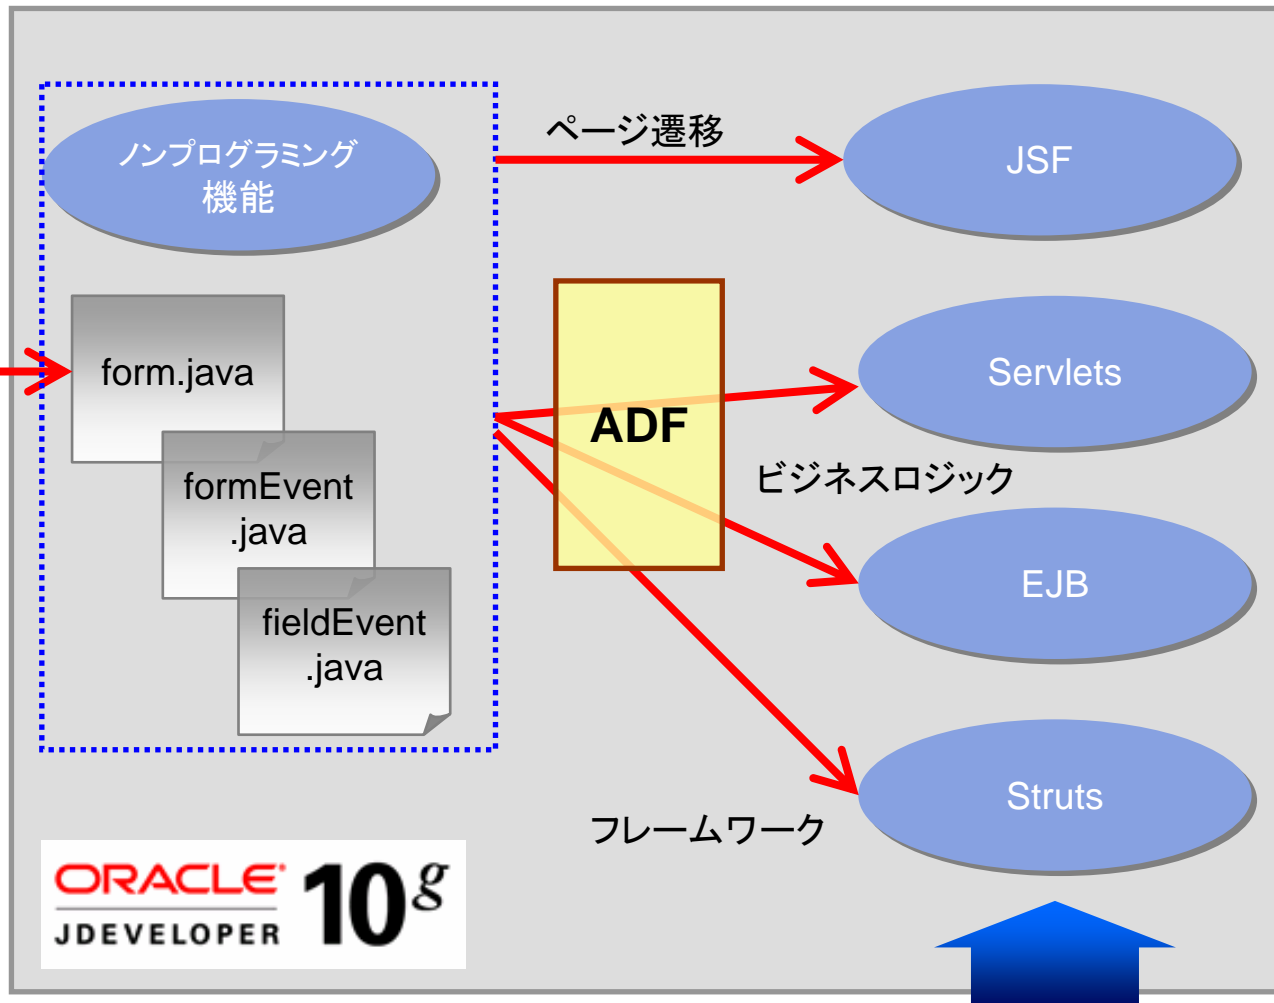 ノンプログラミング
機能
ページ遷移
JSF
form.java
formEvent
.java
fieldEvent
.java
ADF
Servlets
ビジネスロジック
EJB
Struts
フレームワーク
ORACLE
JDEVELOPER
10g